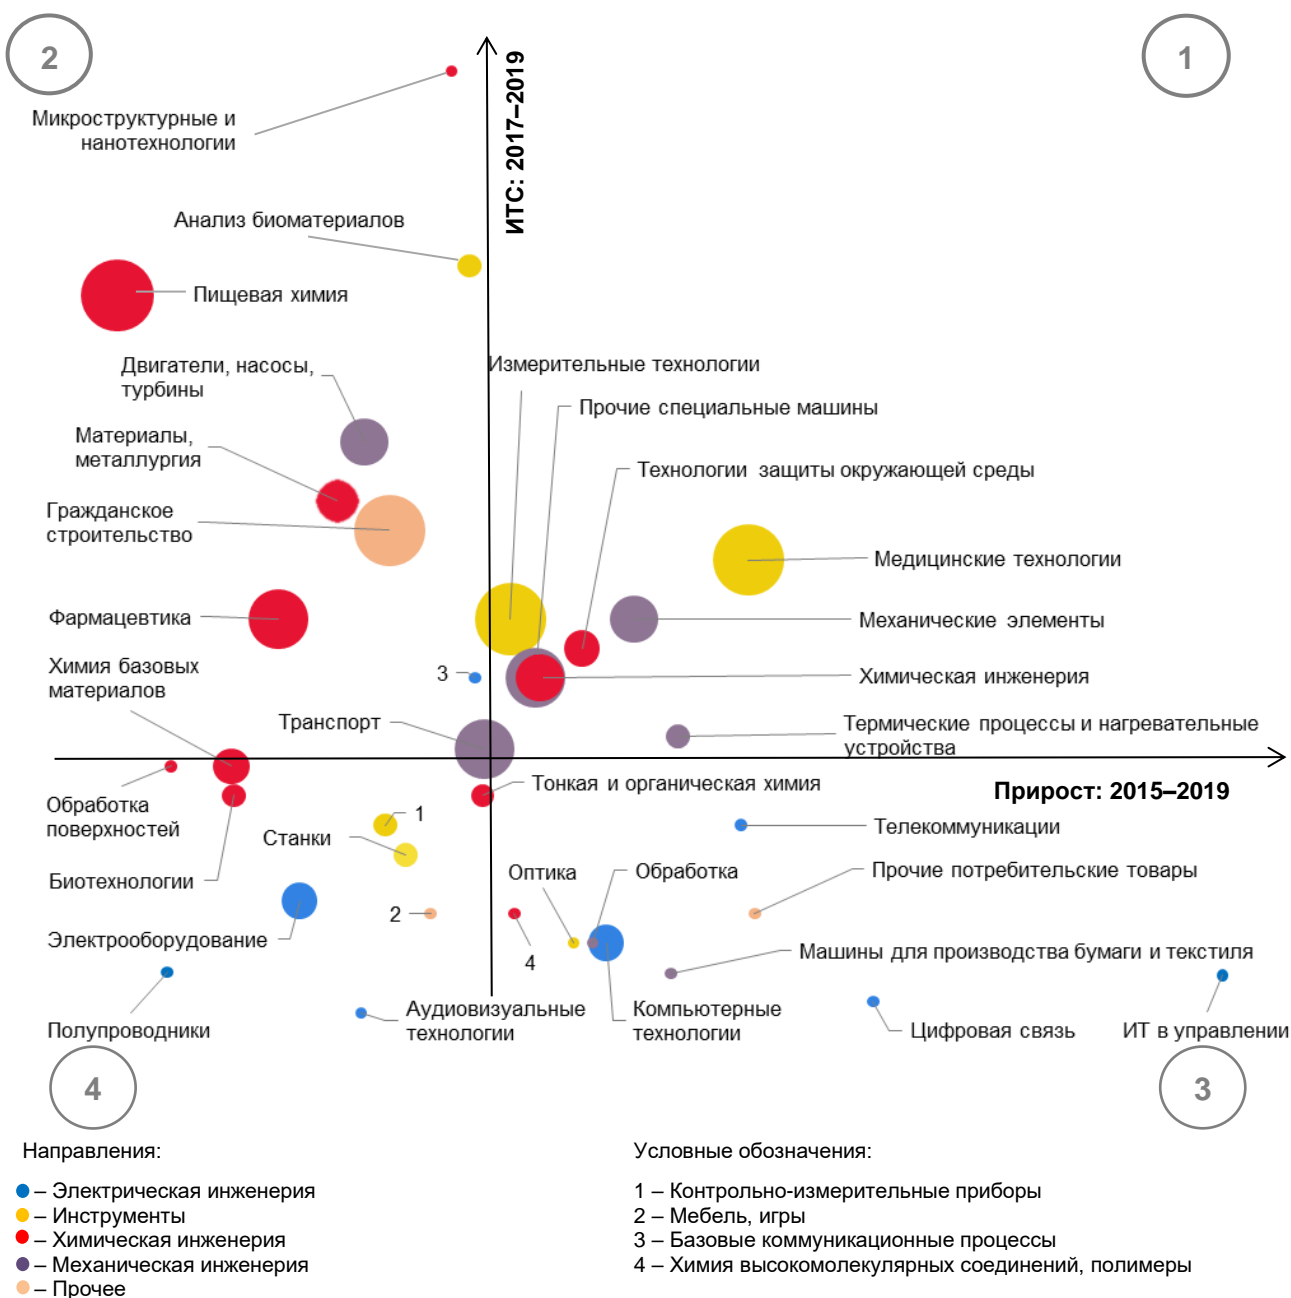 2
1
ИТС: 2017–2019
Микроструктурные и
нанотехнологии
Анализ биоматериалов
Пищевая химия
Двигатели, насосы,
турбины
Измерительные технологии
Прочие специальные машины
Материалы,
металлургия
Технологии защиты окружающей среды
Гражданское
строительство
Медицинские технологии
Фармацевтика
Механические элементы
Химия базовых
материалов
3
Химическая инженерия
Транспорт
Термические процессы и нагревательные
устройства
Тонкая и органическая химия
Прирост: 2015–2019
Обработка
поверхностей
1
Станки
Телекоммуникации
Биотехнологии
Оптика
Обработка
Прочие потребительские товары
2
Электрооборудование
4
Машины для производства бумаги и текстиля
Полупроводники
Аудиовизуальные
технологии
Компьютерные
технологии
Цифровая связь
ИТ в управлении
4
3
Направления:
– Электрическая инженерия
– Инструменты
– Химическая инженерия
– Механическая инженерия
– Прочее
Условные обозначения:
1 – Контрольно-измерительные приборы
2 – Мебель, игры
3 – Базовые коммуникационные процессы
4 – Химия высокомолекулярных соединений, полимеры